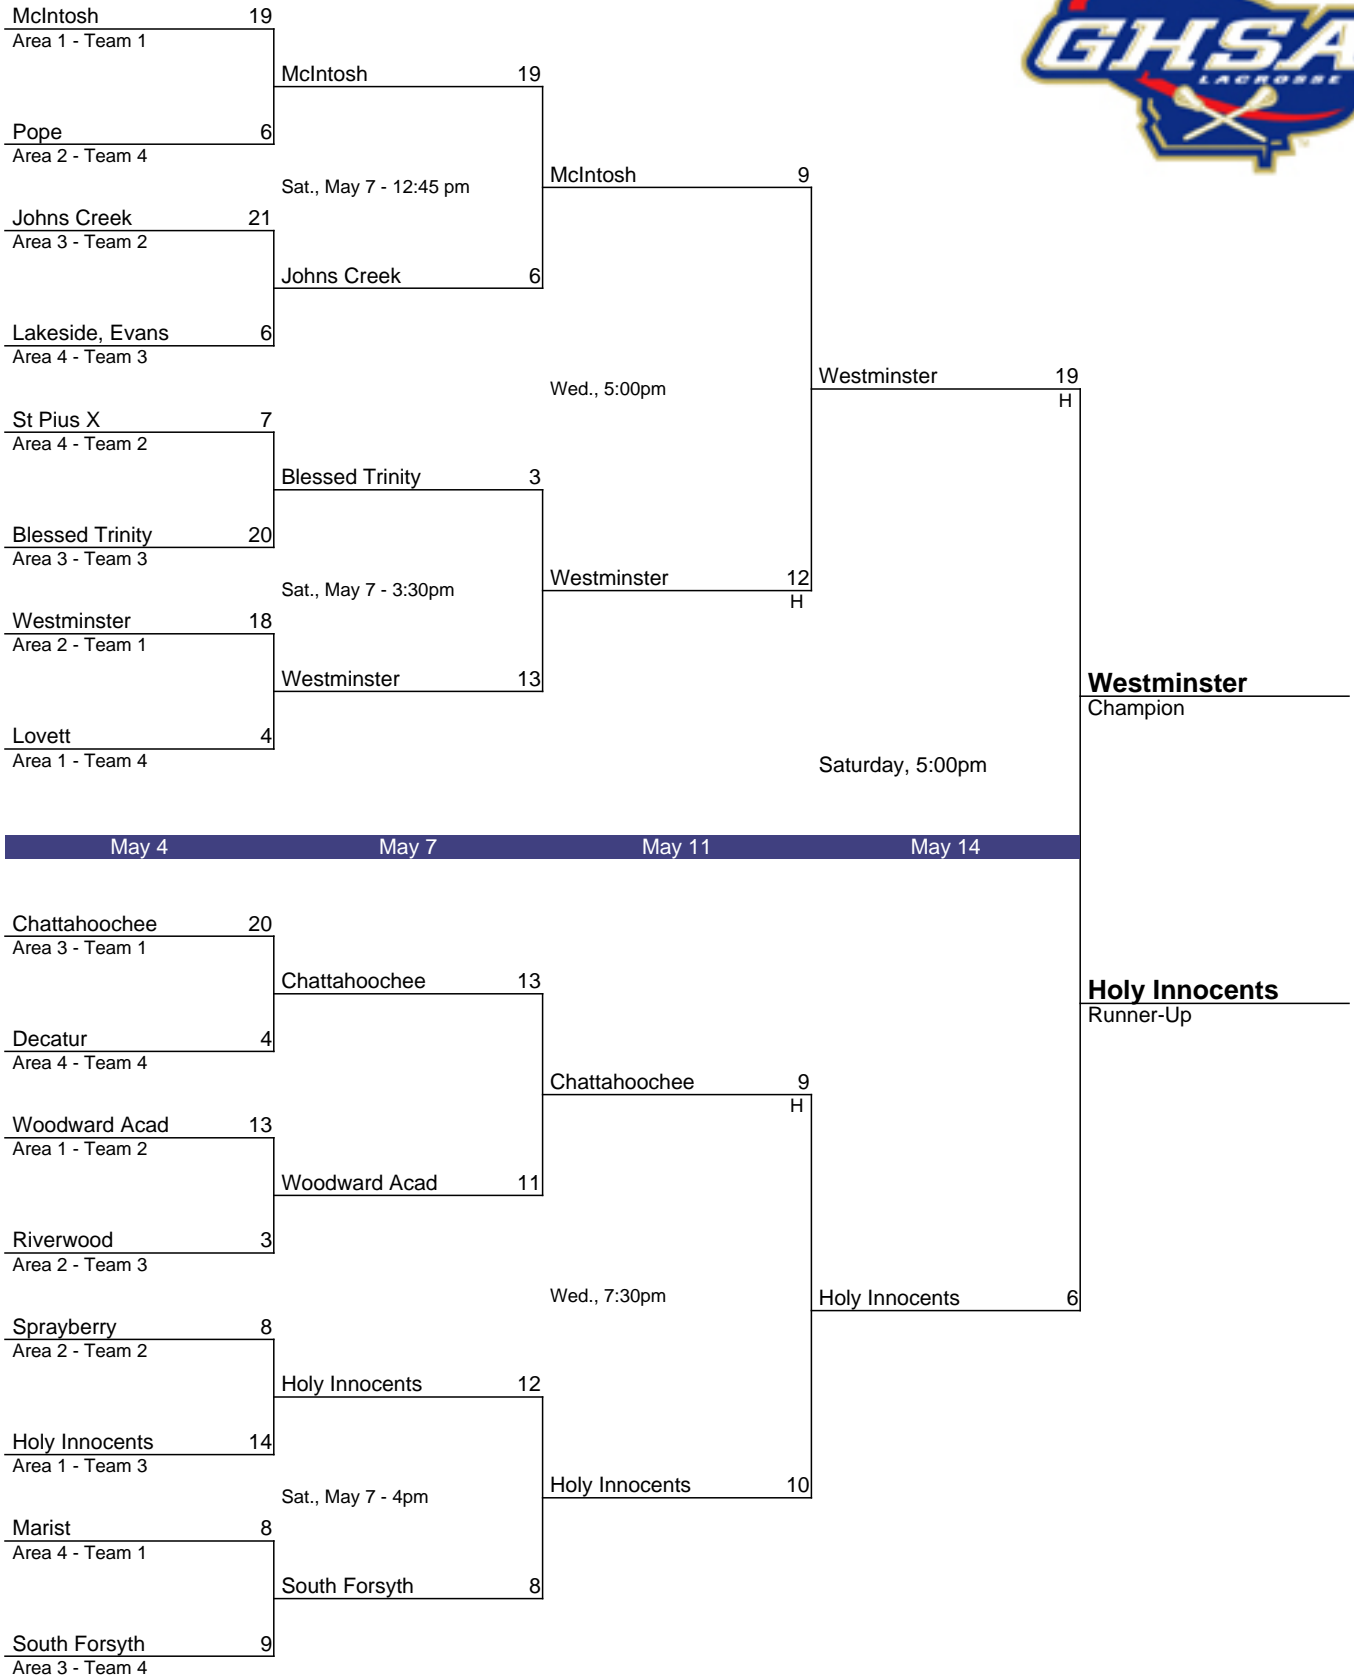 GHSA
LACROSSE
TM
McIntosh 19
Area 1 - Team 1
McIntosh 19
Pope 6
Area 2 - Team 4
McIntosh 9
Sat., May 7 - 12:45 pm
Johns Creek 21
Area 3 - Team 2
Johns Creek 6
Lakeside, Evans 6
Area 4 - Team 3
Westminster 19
H
Wed., 5:00pm
St Pius X 7
Area 4 - Team 2
Blessed Trinity 3
Blessed Trinity 20
Area 3 - Team 3
Westminster 12
H
Sat., May 7 - 3:30pm
Westminster 18
Area 2 - Team 1
Westminster 13
Westminster
Champion
Lovett 4
Area 1 - Team 4
Saturday, 5:00pm
May 4 May 7 May 11 May 14
Chattahoochee 20
Area 3 - Team 1
Chattahoochee 13
Holy Innocents
Runner-Up
Decatur 4
Area 4 - Team 4
Chattahoochee 9
H
Woodward Acad 13
Area 1 - Team 2
Woodward Acad 11
Riverwood 3
Area 2 - Team 3
Wed., 7:30pm
Holy Innocents 6
Sprayberry 8
Area 2 - Team 2
Holy Innocents 12
Holy Innocents 14
Area 1 - Team 3
Holy Innocents 10
Sat., May 7 - 4pm
Marist 8
Area 4 - Team 1
South Forsyth 8
South Forsyth 9
Area 3 - Team 4